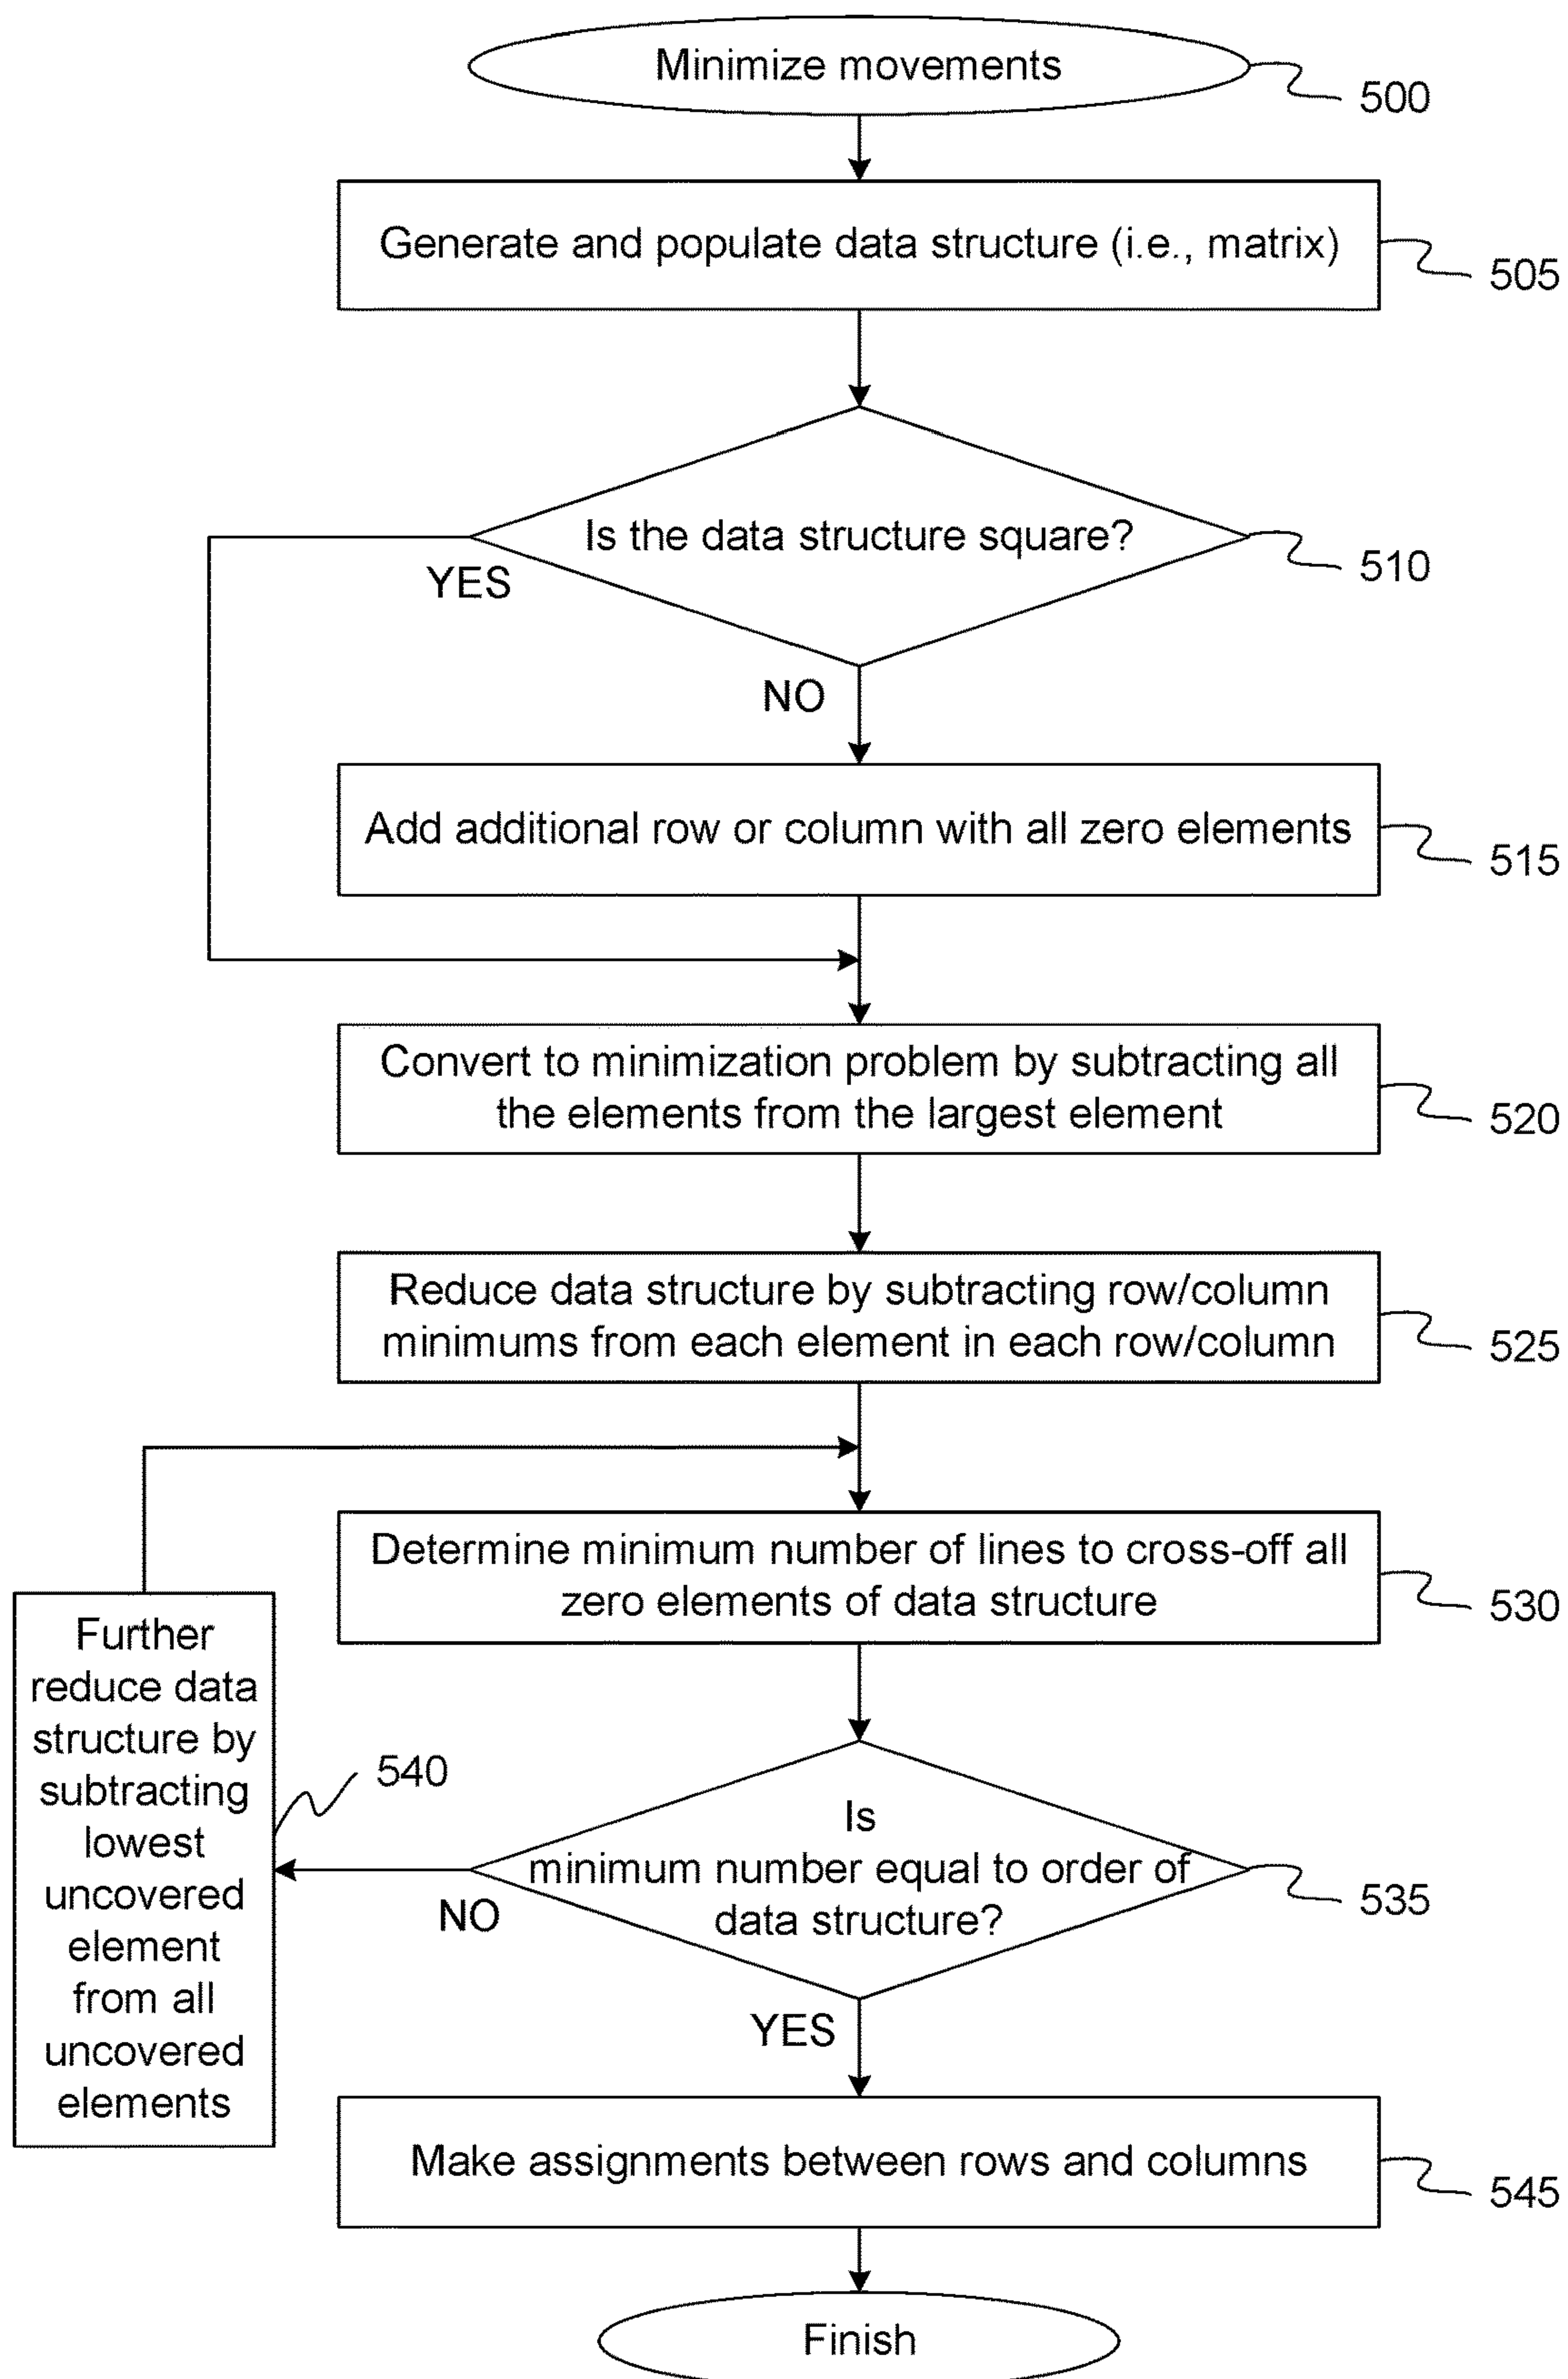 Minimize movements
500
Generate and populate data structure (i.e., matrix)
505
Is the data structure square?
510
YES
NO
Add additional row or column with all zero elements
515
Convert to minimization problem by subtracting all
the elements from the largest element
520
Reduce data structure by subtracting row/column
minimums from each element in each row/column
525
Determine minimum number of lines to cross-off all
zero elements of data structure
530
Further
reduce data
structure by
subtracting
lowest
uncovered
element
from all
uncovered
elements
540
Is
minimum number equal to order of
data structure?
535
NO
YES
Make assignments between rows and columns
545
Finish